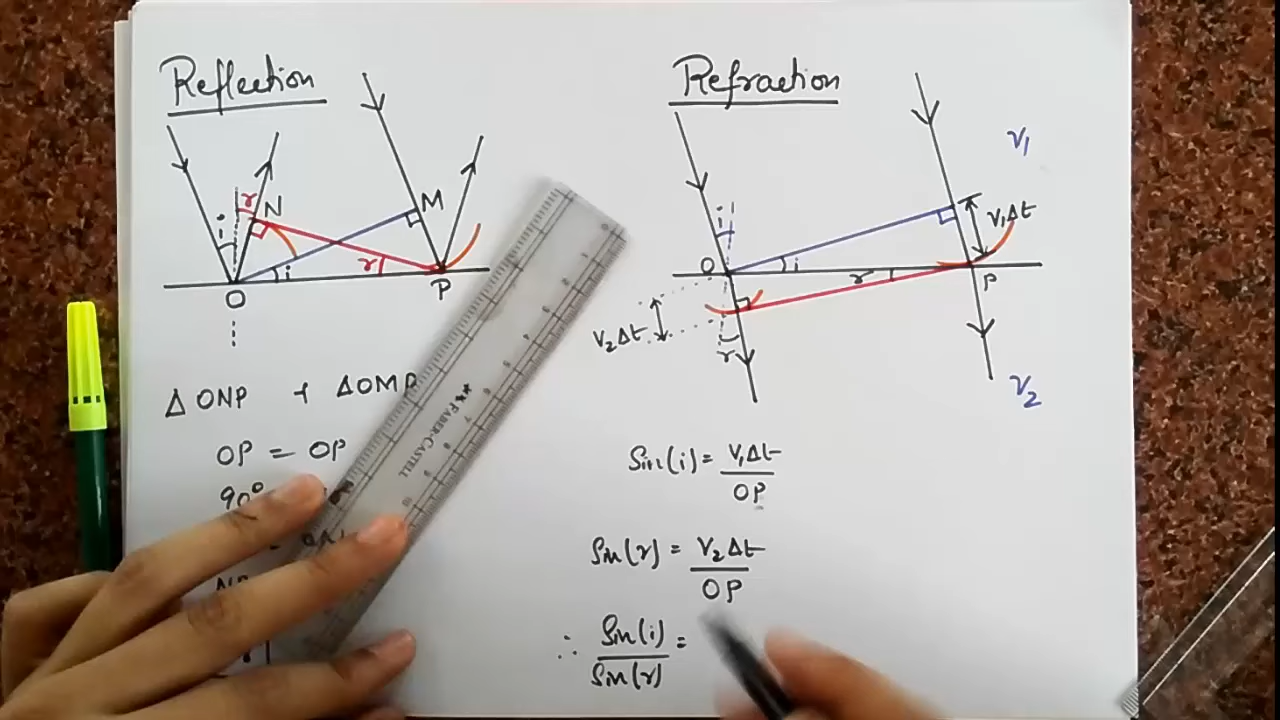 Reflection
r
N
M
i
i
r
O
P
Δ ONP + Δ OMP
OP = OP
90°
Refraction
v₁
i
v₁Δt
O
i
r
P
v₂Δt
r
v₂
Sin(i) = v₁Δt / OP
Sin(r) = v₂Δt / OP
∴ Sin(i) / Sin(r) =
FABER-CASTELL